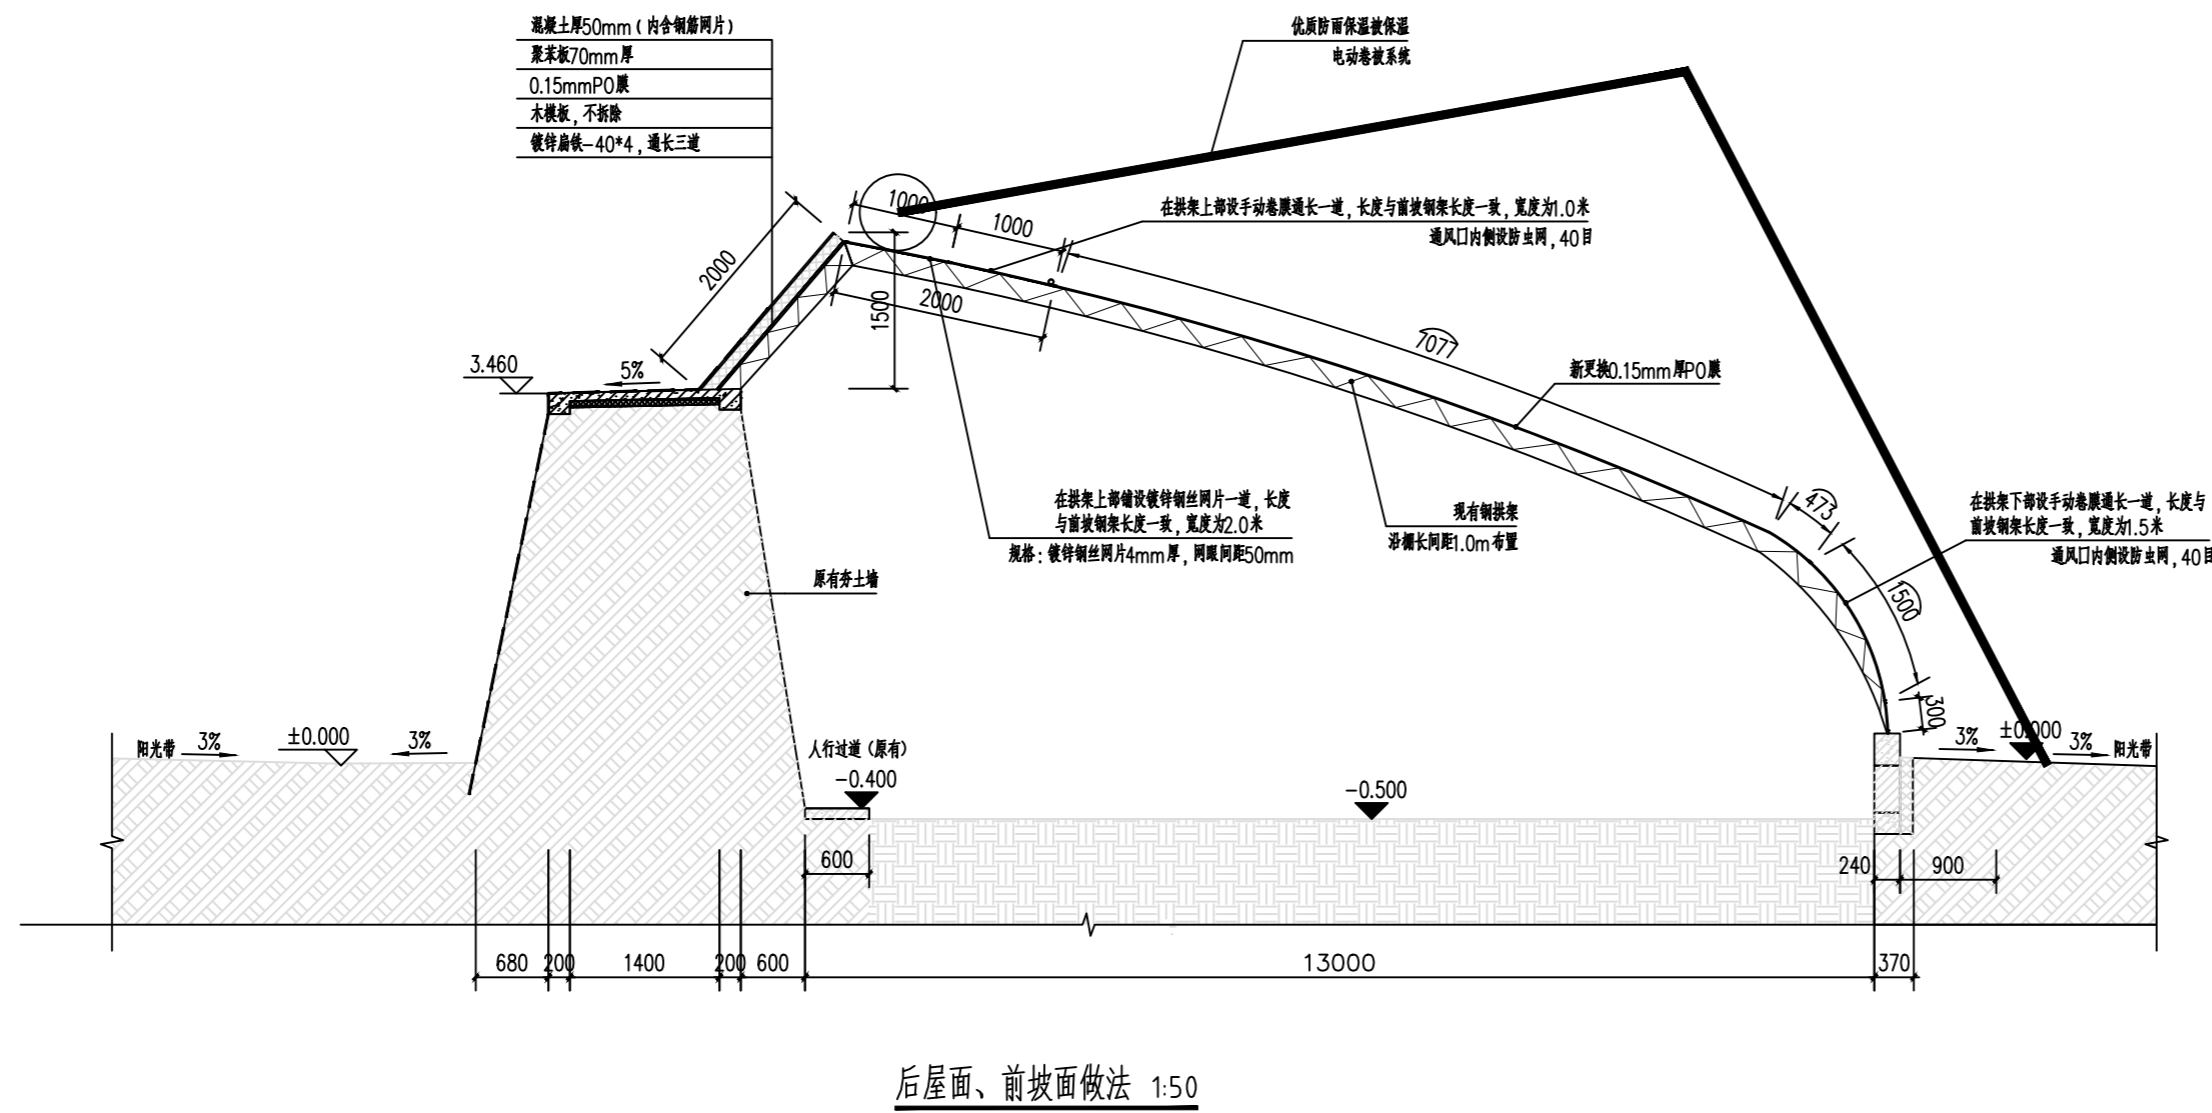 混凝土厚50mm（内含钢筋网片）
聚苯板70mm厚
0.15mmPO膜
木模板，不拆除
镀锌扁铁-40*4，通长三道
优质防雨保温被保温
电动卷被系统
1000
1000
在拱架上部设手动卷膜通长一道，长度与前坡钢架长度一致，宽度为1.0米
通风口内侧设防虫网，40目
2000
1500
2000
7077
3.460
5%
新更换0.15mm厚PO膜
473
在拱架上部铺设镀锌钢丝网片一道，长度
与前坡钢架长度一致，宽度为2.0米
规格：镀锌钢丝网片4mm厚，网眼间距50mm
现有钢拱架
沿棚长间距1.0m布置
在拱架下部设手动卷膜通长一道，长度与
前坡钢架长度一致，宽度为1.5米
通风口内侧设防虫网，40目
原有夯土墙
1500
300
阳光带
3%
±0.000
3%
人行过道（原有）
-0.400
-0.500
3%
±0.000
3%
阳光带
600
240
900
680
200
1400
200
600
13000
370
后屋面、前坡面做法 1:50